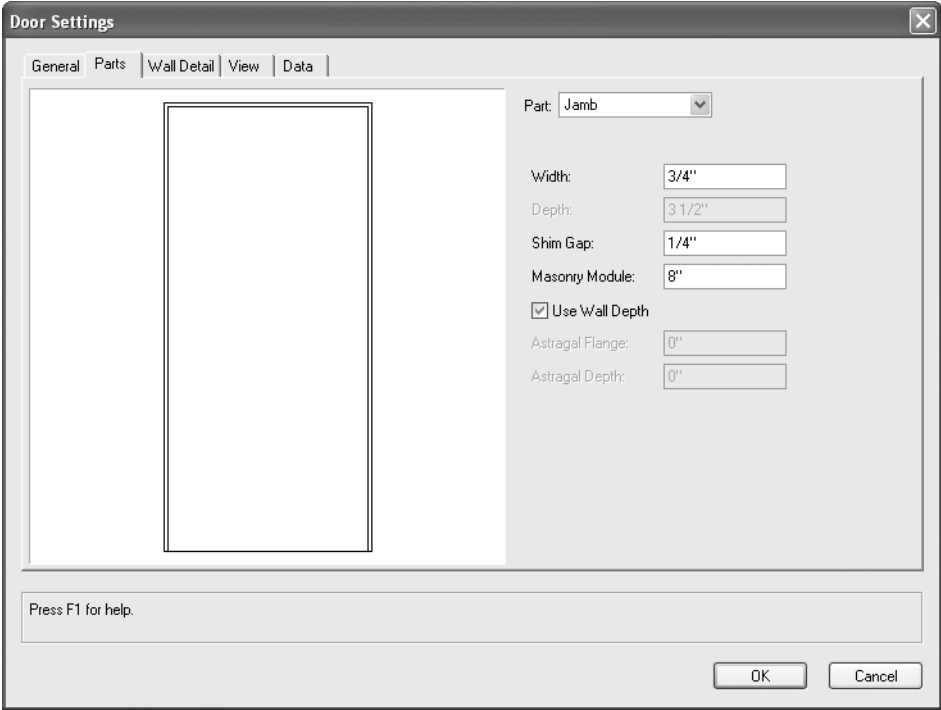 Door Settings
General Parts Wall Detail View Data
Part: Jamb
Width: 3/4"
Depth: 3 1/2"
Shim Gap: 1/4"
Masonry Module: 8"
Use Wall Depth
Astragal Flange: 0"
Astragal Depth: 0"
Press F1 for help.
OK Cancel